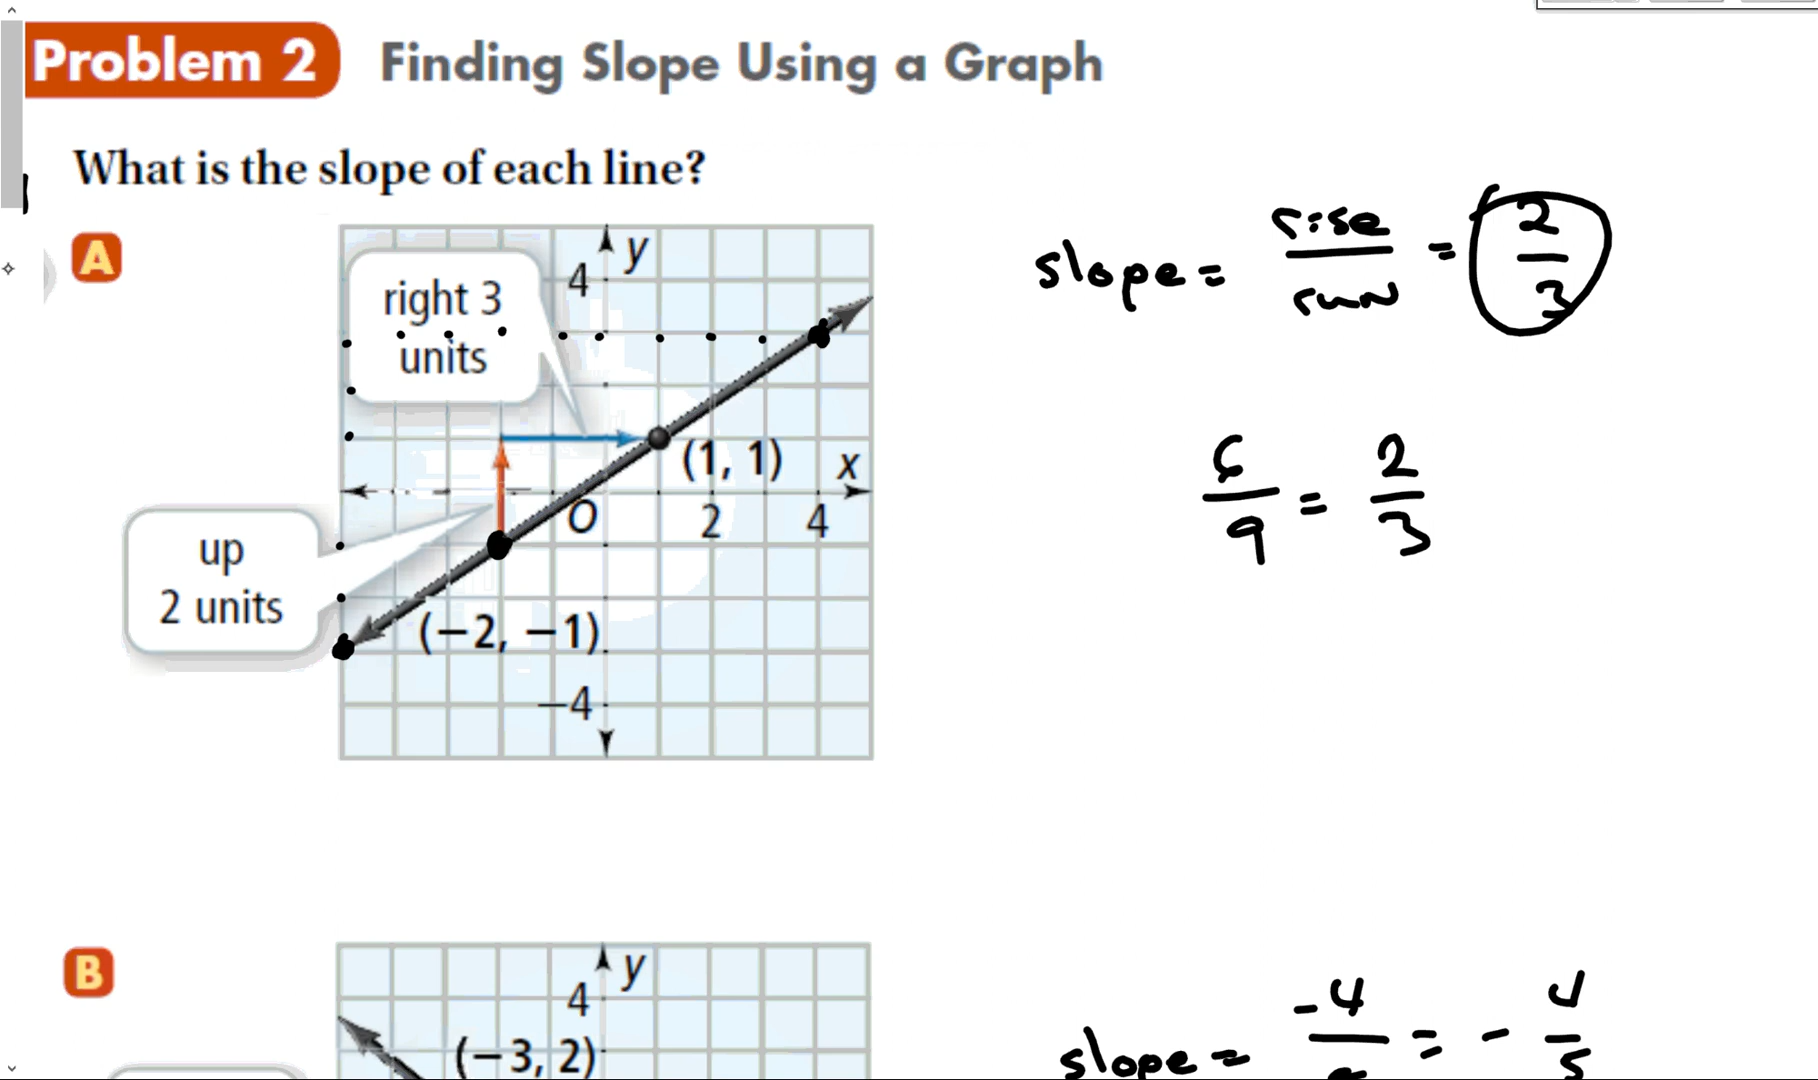 Problem 2 Finding Slope Using a Graph
What is the slope of each line?
A
y
4
right 3
units
(1, 1)
x
O
2
4
up
2 units
(−2, −1)
−4
slope = rise/run = 2/3
6/9 = 2/3
B
y
4
(−3, 2)
slope = -4/ = - 4/5